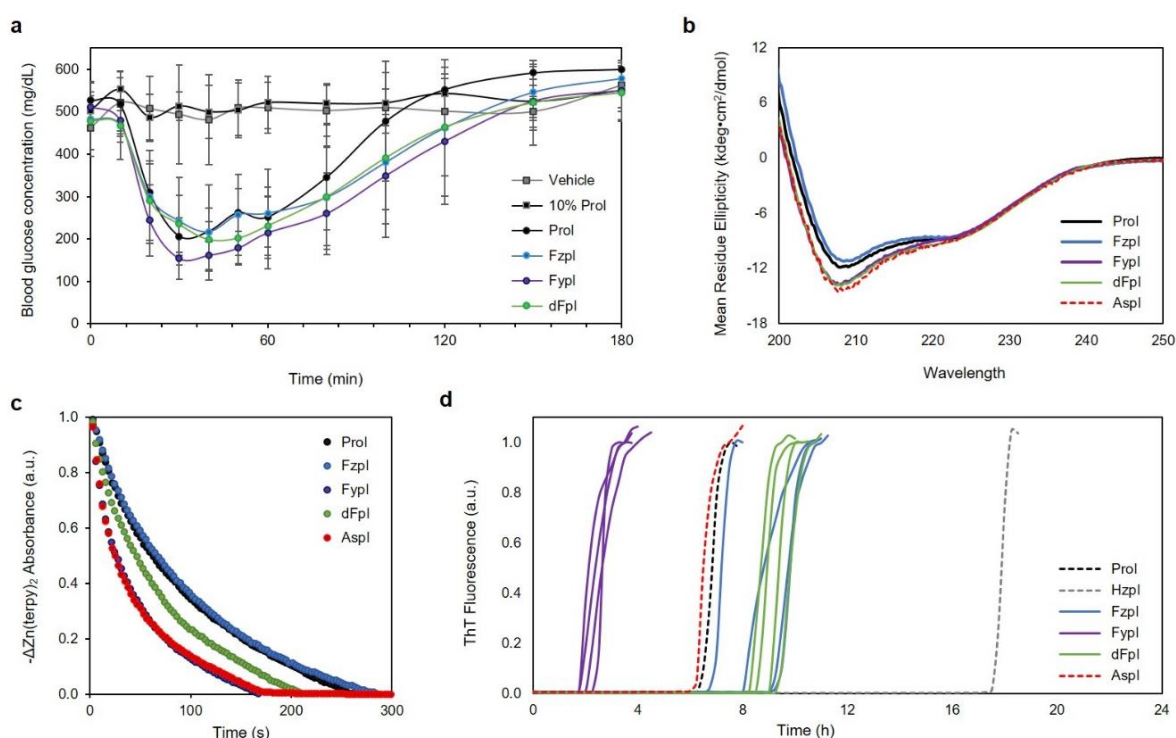 a
Blood glucose concentration (mg/dL)
600
500
400
300
200
100
0
0
60
120
180
Time (min)
Vehicle
10% ProI
ProI
FzpI
FypI
dFpI
b
Mean Residue Ellipticity (kdeg•cm²/dmol)
12
6
0
-6
-12
-18
200
210
220
230
240
250
Wavelength
ProI
FzpI
FypI
dFpI
AspI
c
-ΔZn(terpy)₂ Absorbance (a.u.)
1.0
0.8
0.6
0.4
0.2
0.0
0
100
200
300
Time (s)
ProI
FzpI
FypI
dFpI
AspI
d
ThT Fluorescence (a.u.)
1.0
0.8
0.6
0.4
0.2
0.0
0
4
8
12
16
20
24
Time (h)
ProI
HzpI
FzpI
FypI
dFpI
AspI